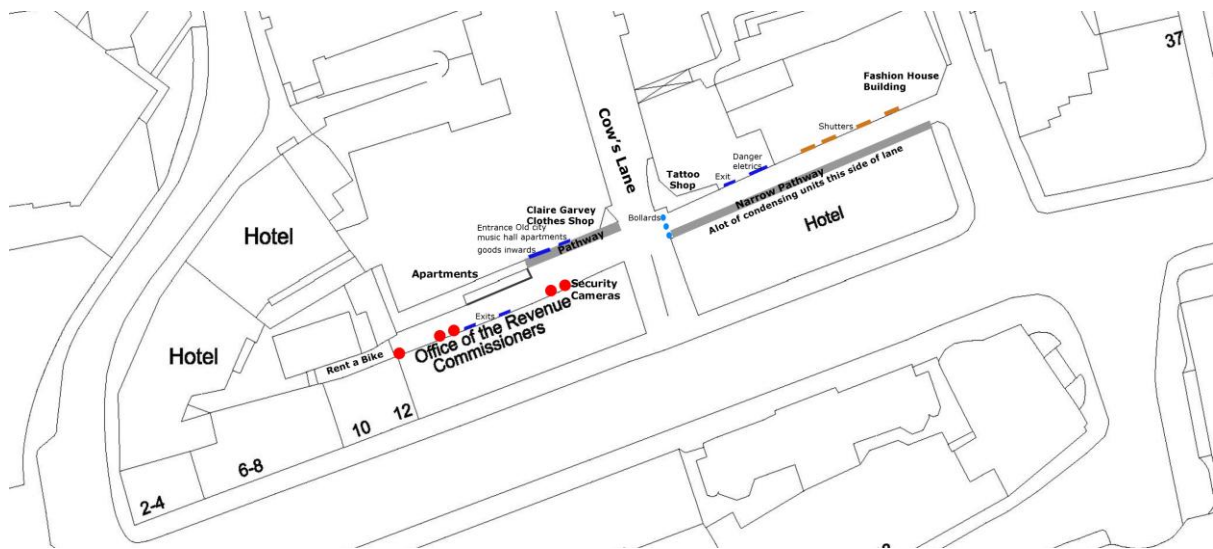 37
Fashion House
Building
Shutters
Cow's Lane
Danger
eletrics
Exit
Tattoo
Shop
Narrow Pathway
Alot of condensing units this side of lane
Hotel
Bollards
Claire Garvey
Clothes Shop
Entrance Old city
music hall apartments
goods inwards
Pathway
Hotel
Apartments
Security
Cameras
Exits
Office of the Revenue
Commissioners
Hotel
Rent a Bike
12
10
6-8
2-4